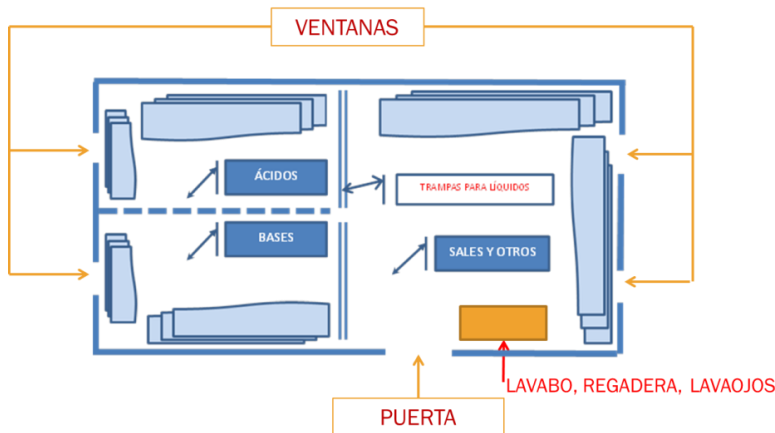 VENTANAS
ÁCIDOS
TRAMPAS PARA LÍQUIDOS
BASES
SALES Y OTROS
LAVABO, REGADERA, LAVAOJOS
PUERTA